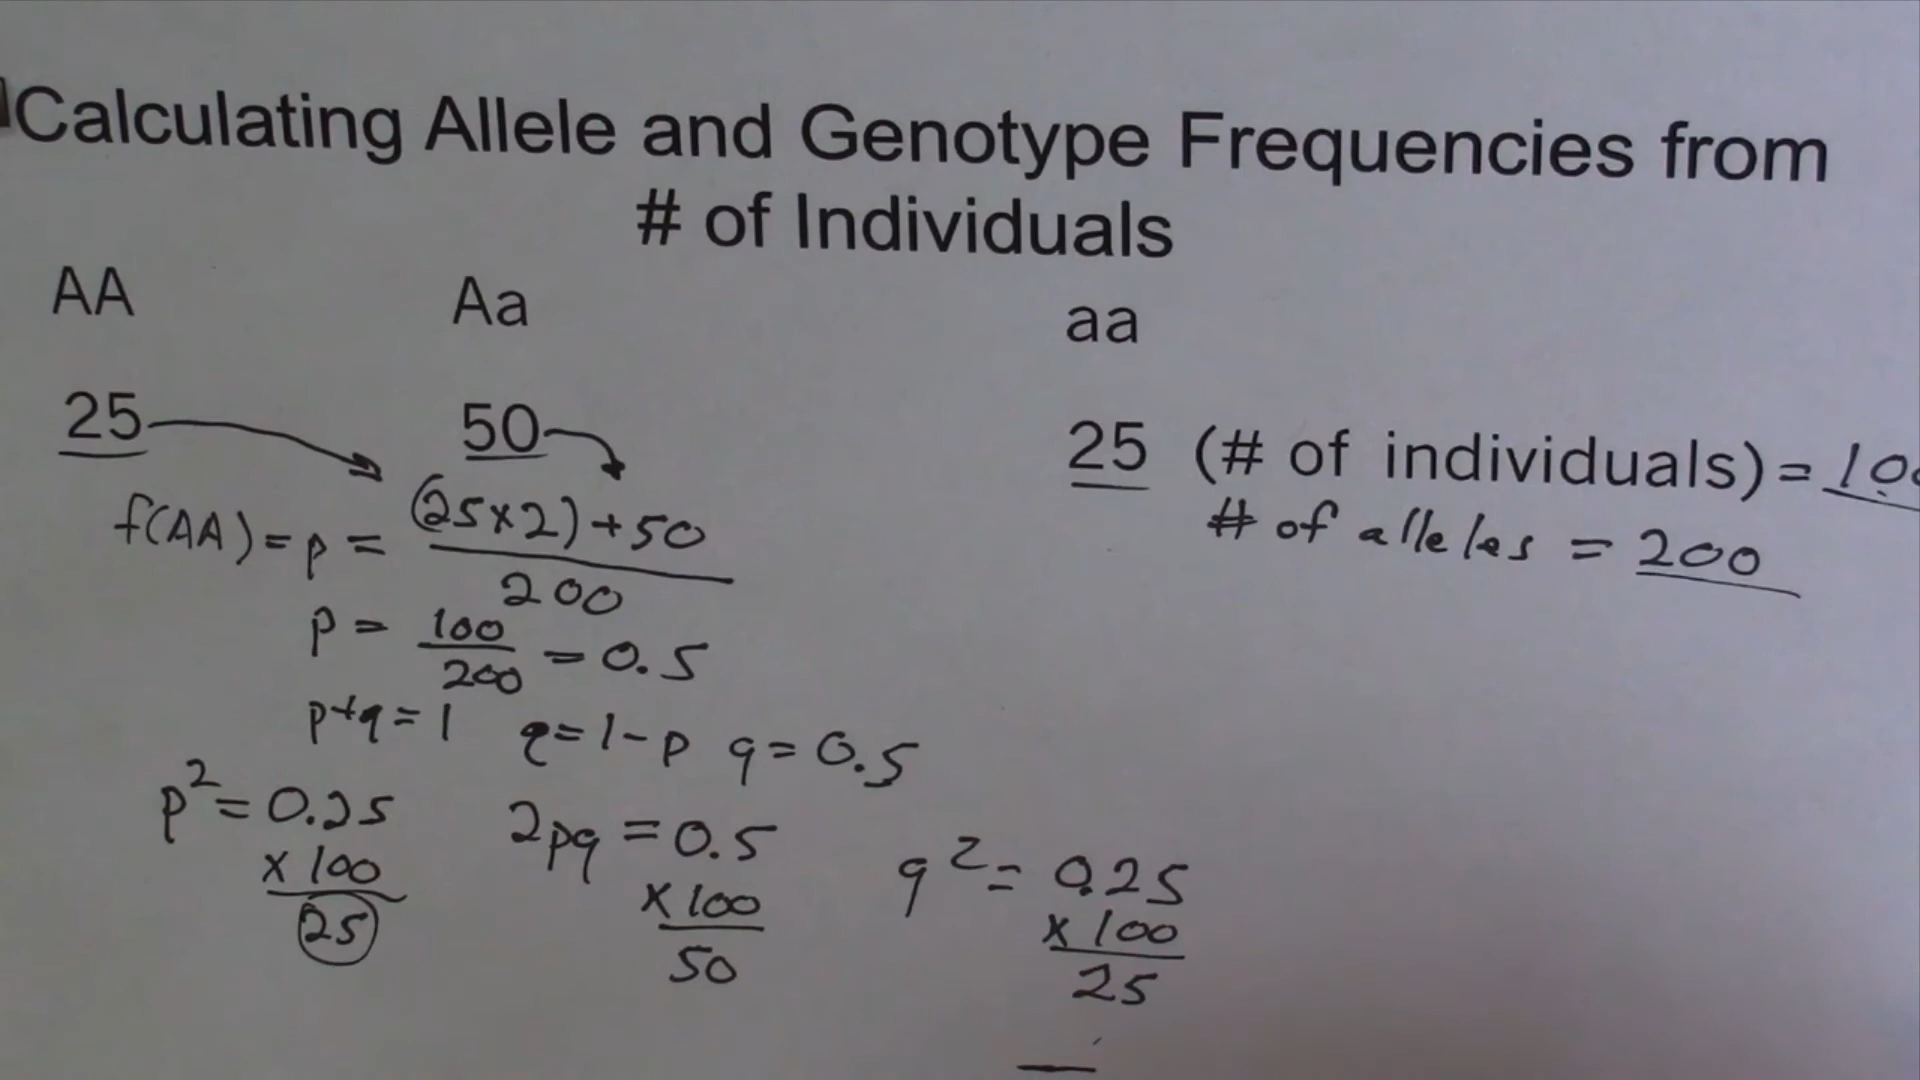 Calculating Allele and Genotype Frequencies from
# of Individuals
AA Aa aa
25 50 25 (# of individuals) = 100
# of alleles = 200
f(AA) = p = (25x2)+50
200
p = 100/200 = 0.5
p+q=1 q=1-p q=0.5
p²=0.25 2pq=0.5 q²=0.25
x 100 x 100 x 100
25 50 25